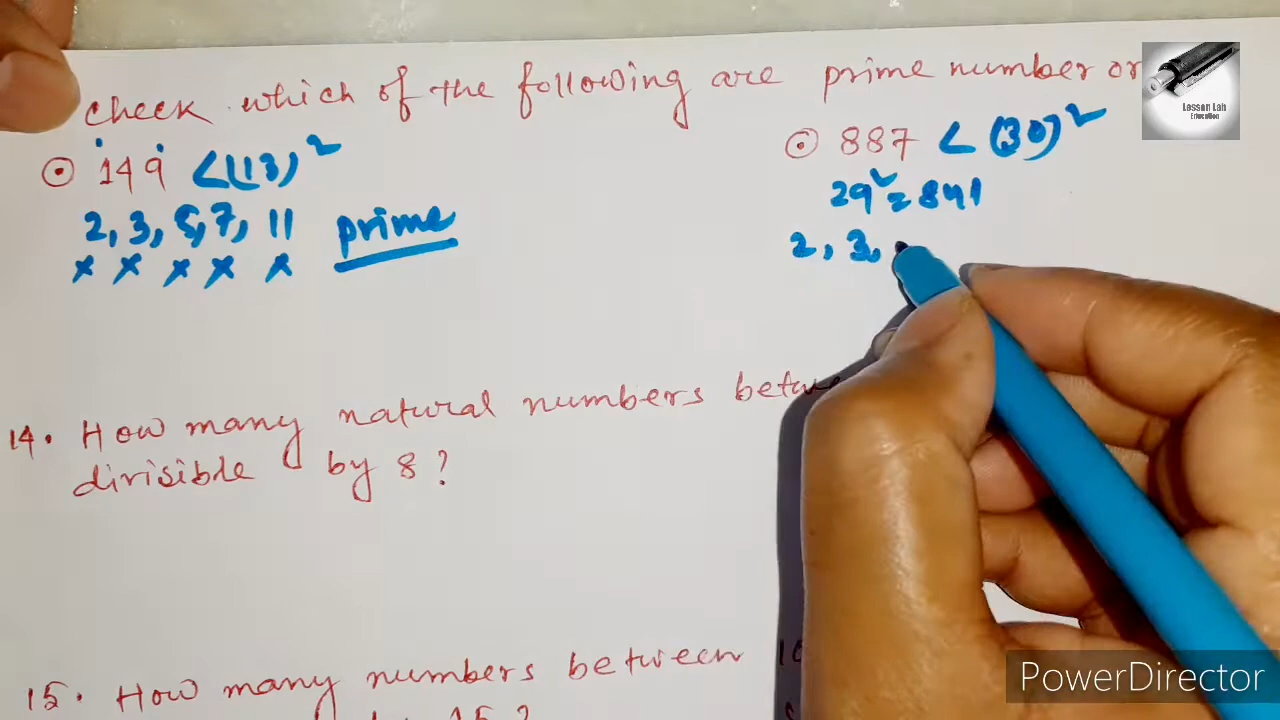 check which of the following are prime number or
⊙ 149 < (13)²
2, 3, 5, 7, 11 prime
× × × × ×
⊙ 887 < (30)²
29² = 841
2, 3,
14. How many natural numbers
divisible by 8?
15. How many numbers between
15?
Lessan Lab
Education
PowerDirector